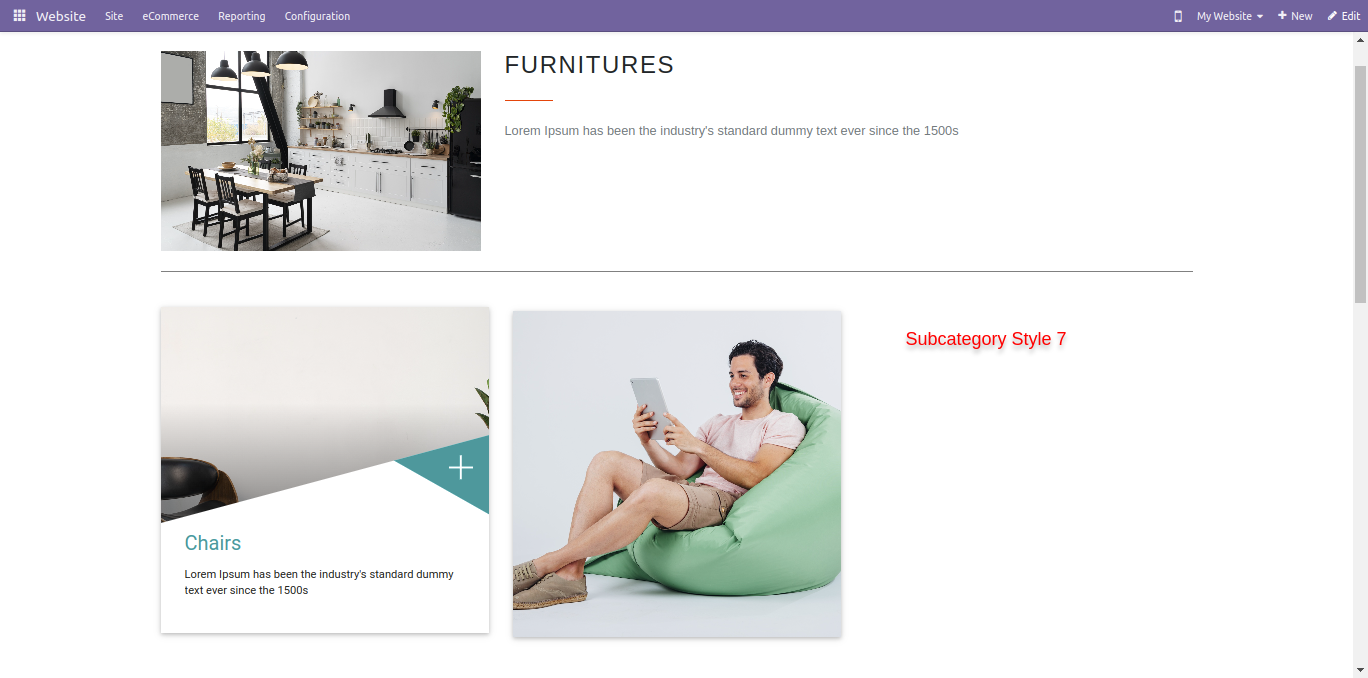 Website Site eCommerce Reporting Configuration My Website New Edit
FURNITURES
Lorem Ipsum has been the industry's standard dummy text ever since the 1500s
Subcategory Style 7
Chairs
Lorem Ipsum has been the industry's standard dummy
text ever since the 1500s